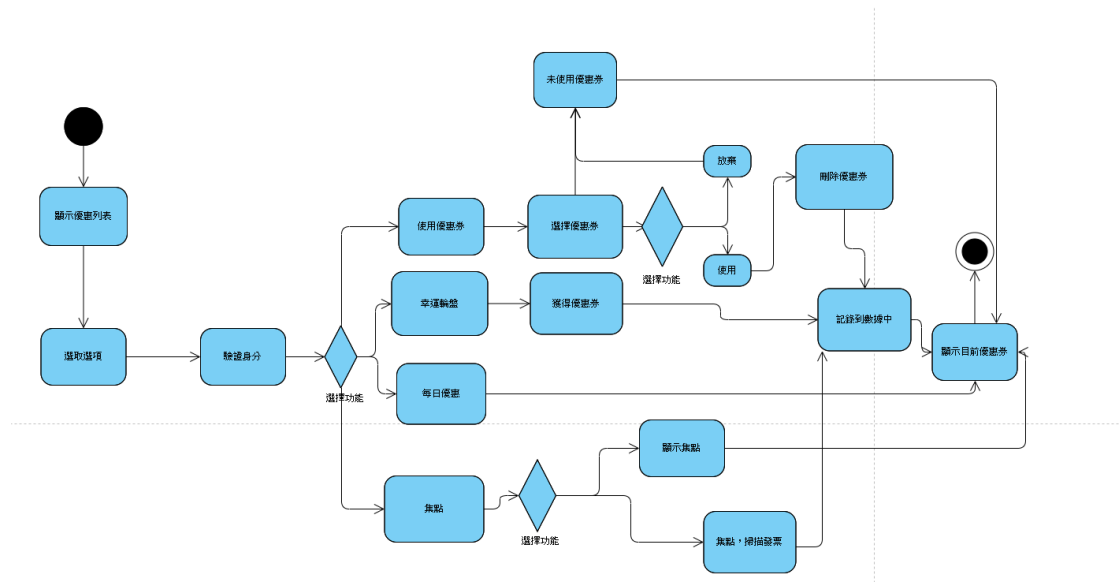 未使用優惠券
放棄
刪除優惠券
顯示優惠列表
使用優惠券
選擇優惠券
選擇功能
使用
幸運輪盤
獲得優惠券
記錄到數據中
選取選項
驗證身分
選擇功能
顯示目前優惠券
每日優惠
顯示集點
集點
選擇功能
集點，掃描發票